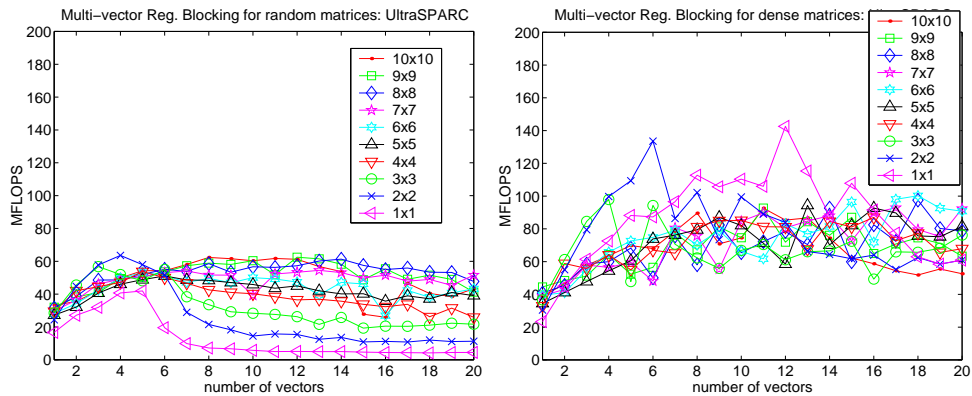 Multi-vector Reg. Blocking for random matrices: UltraSPARC
200
180
160
140
120
100
80
60
40
20
0
MFLOPS
2 4 6 8 10 12 14 16 18 20
number of vectors
10x10
9x9
8x8
7x7
6x6
5x5
4x4
3x3
2x2
1x1
Multi-vector Reg. Blocking for dense matrices:
200
180
160
140
120
100
80
60
40
20
0
MFLOPS
2 4 6 8 10 12 14 16 18 20
number of vectors
10x10
9x9
8x8
7x7
6x6
5x5
4x4
3x3
2x2
1x1